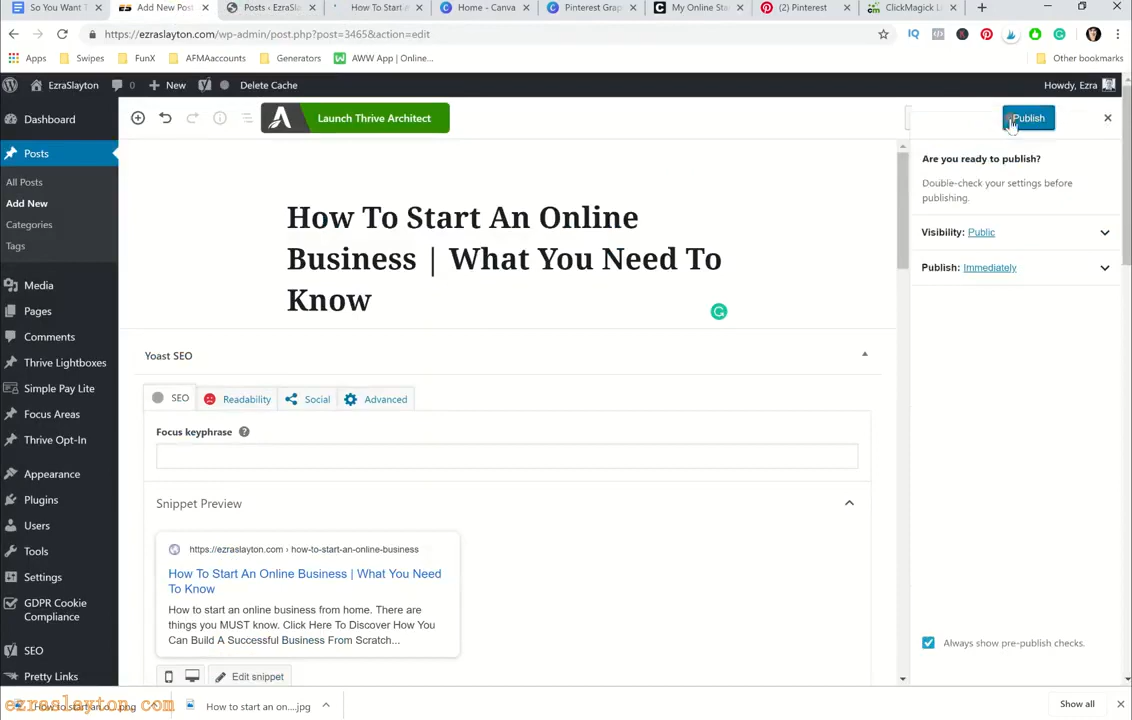 So You Want T
Add New Post
Posts ‹ EzraSla
How To Start A
Home - Canva
Pinterest Grap
My Online Sta
(2) Pinterest
ClickMagick Li
https://ezraslayton.com/wp-admin/post.php?post=3465&action=edit
Apps
Swipes
FunX
AFMAaccounts
Generators
AWW App | Online...
Other bookmarks
EzraSlayton
0
New
Delete Cache
Howdy, Ezra
Dashboard
Launch Thrive Architect
Publish
Posts
All Posts
Add New
Categories
Tags
Media
Pages
Comments
Thrive Lightboxes
Simple Pay Lite
Focus Areas
Thrive Opt-In
Appearance
Plugins
Users
Tools
Settings
GDPR Cookie
Compliance
SEO
Pretty Links
How To Start An Online
Business | What You Need To
Know
Yoast SEO
SEO
Readability
Social
Advanced
Focus keyphrase
Snippet Preview
https://ezraslayton.com › how-to-start-an-online-business
How To Start An Online Business | What You Need
To Know
How to start an online business from home. There are
things you MUST know. Click Here To Discover How You
Can Build A Successful Business From Scratch...
Edit snippet
Are you ready to publish?
Double-check your settings before
publishing.
Visibility: Public
Publish: Immediately
Always show pre-publish checks.
ezraslayton.com
How to start an o....png
How to start an on....jpg
Show all